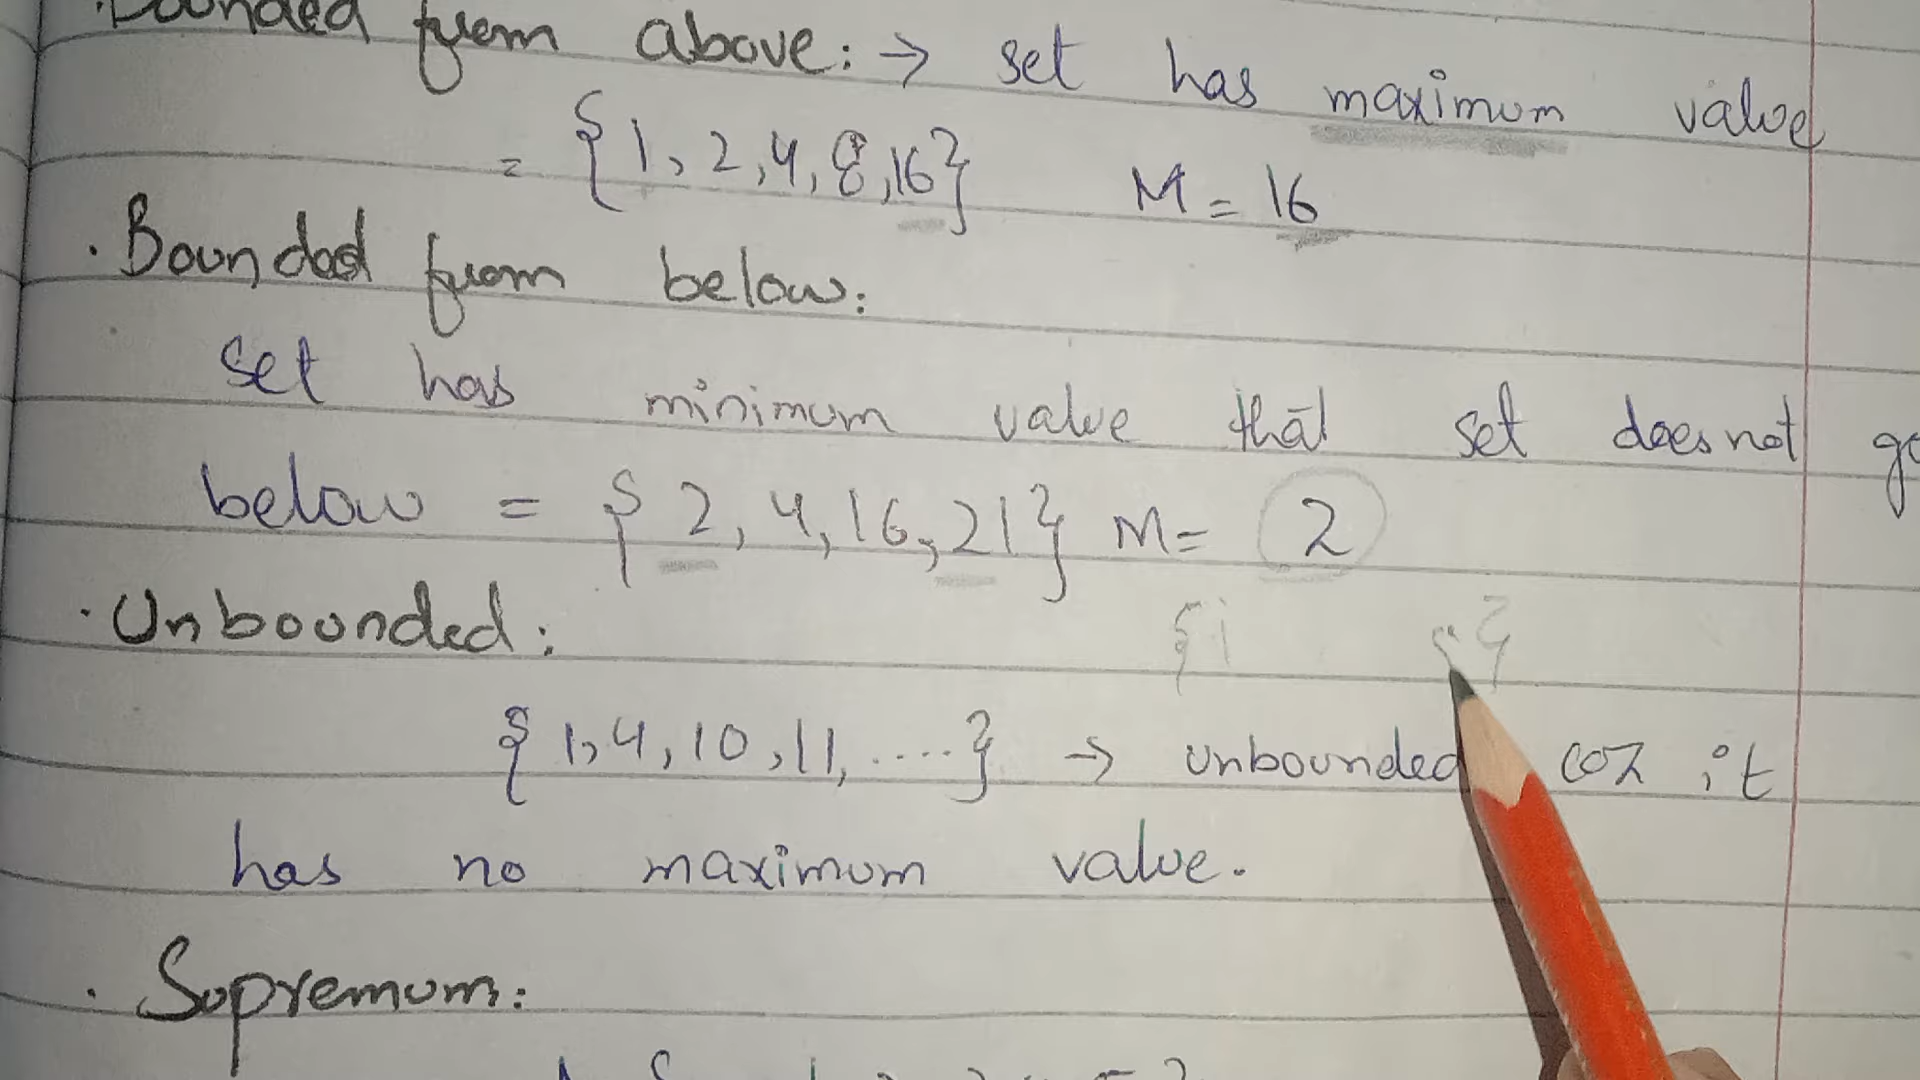 ·Bounded from above: → set has maximum value
= {1, 2, 4, 8, 16} M = 16
· Bounded from below:
set has minimum value that set does not go
below = { 2, 4, 16, 21} M = 2
· Unbounded:
{ 1, 4, 10, 11, ....} → unbounded coz it
has no maximum value.
· Supremum: